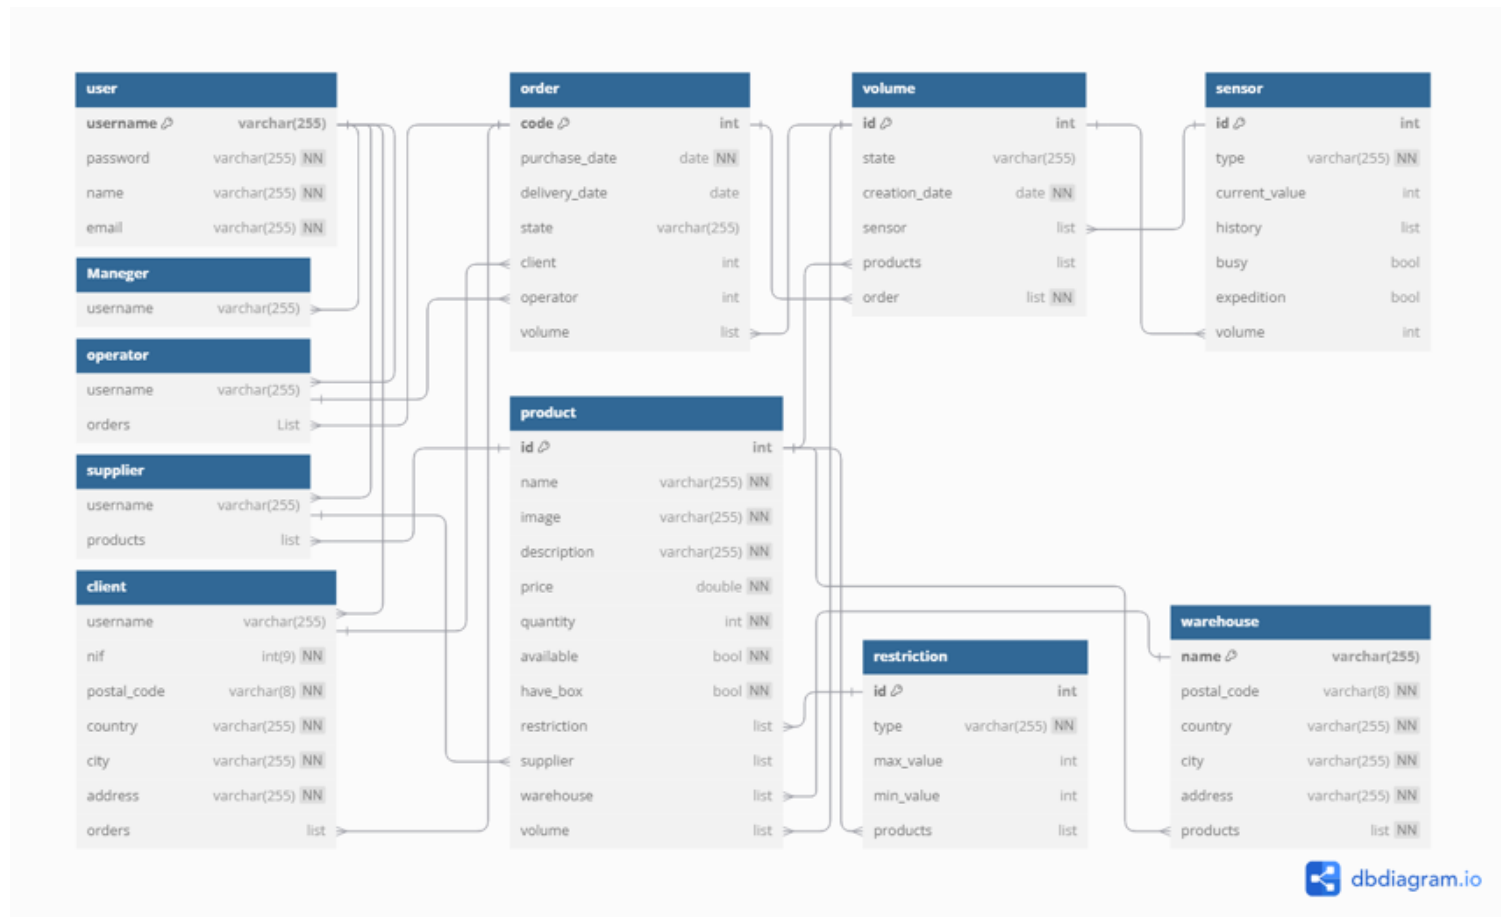 user
username varchar(255)
password varchar(255) NN
name varchar(255) NN
email varchar(255) NN
Maneger
username varchar(255)
operator
username varchar(255)
orders List
supplier
username varchar(255)
products list
client
username varchar(255)
nif int(9) NN
postal_code varchar(8) NN
country varchar(255) NN
city varchar(255) NN
address varchar(255) NN
orders list
order
code int
purchase_date date NN
delivery_date date
state varchar(255)
client int
operator int
volume list
product
id int
name varchar(255) NN
image varchar(255) NN
description varchar(255) NN
price double NN
quantity int NN
available bool NN
have_box bool NN
restriction list
supplier list
warehouse list
volume list
volume
id int
state varchar(255)
creation_date date NN
sensor list
products list
order list NN
restriction
id int
type varchar(255) NN
max_value int
min_value int
products list
sensor
id int
type varchar(255) NN
current_value int
history list
busy bool
expedition bool
volume int
warehouse
name varchar(255)
postal_code varchar(8) NN
country varchar(255) NN
city varchar(255) NN
address varchar(255) NN
products list NN
dbdiagram.io